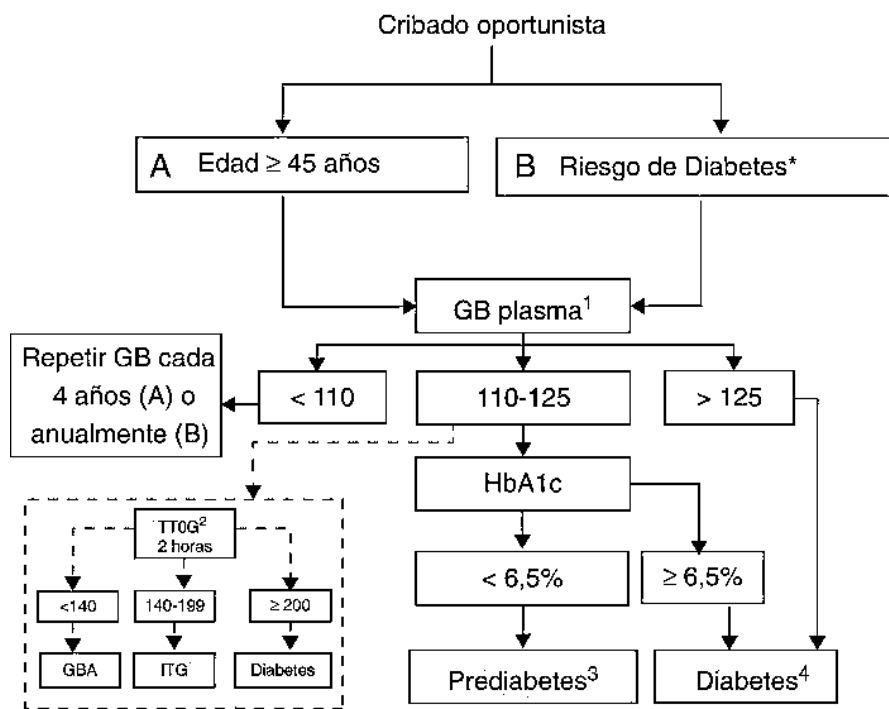 Cribado oportunista
A Edad ≥ 45 años
B Riesgo de Diabetes*
GB plasma¹
Repetir GB cada
4 años (A) o
anualmente (B)
< 110
110-125
> 125
HbA1c
TT0G²
2 horas
< 6,5%
≥ 6,5%
<140
140-199
≥ 200
GBA
ITG
Diabetes
Prediabetes³
Diabetes⁴